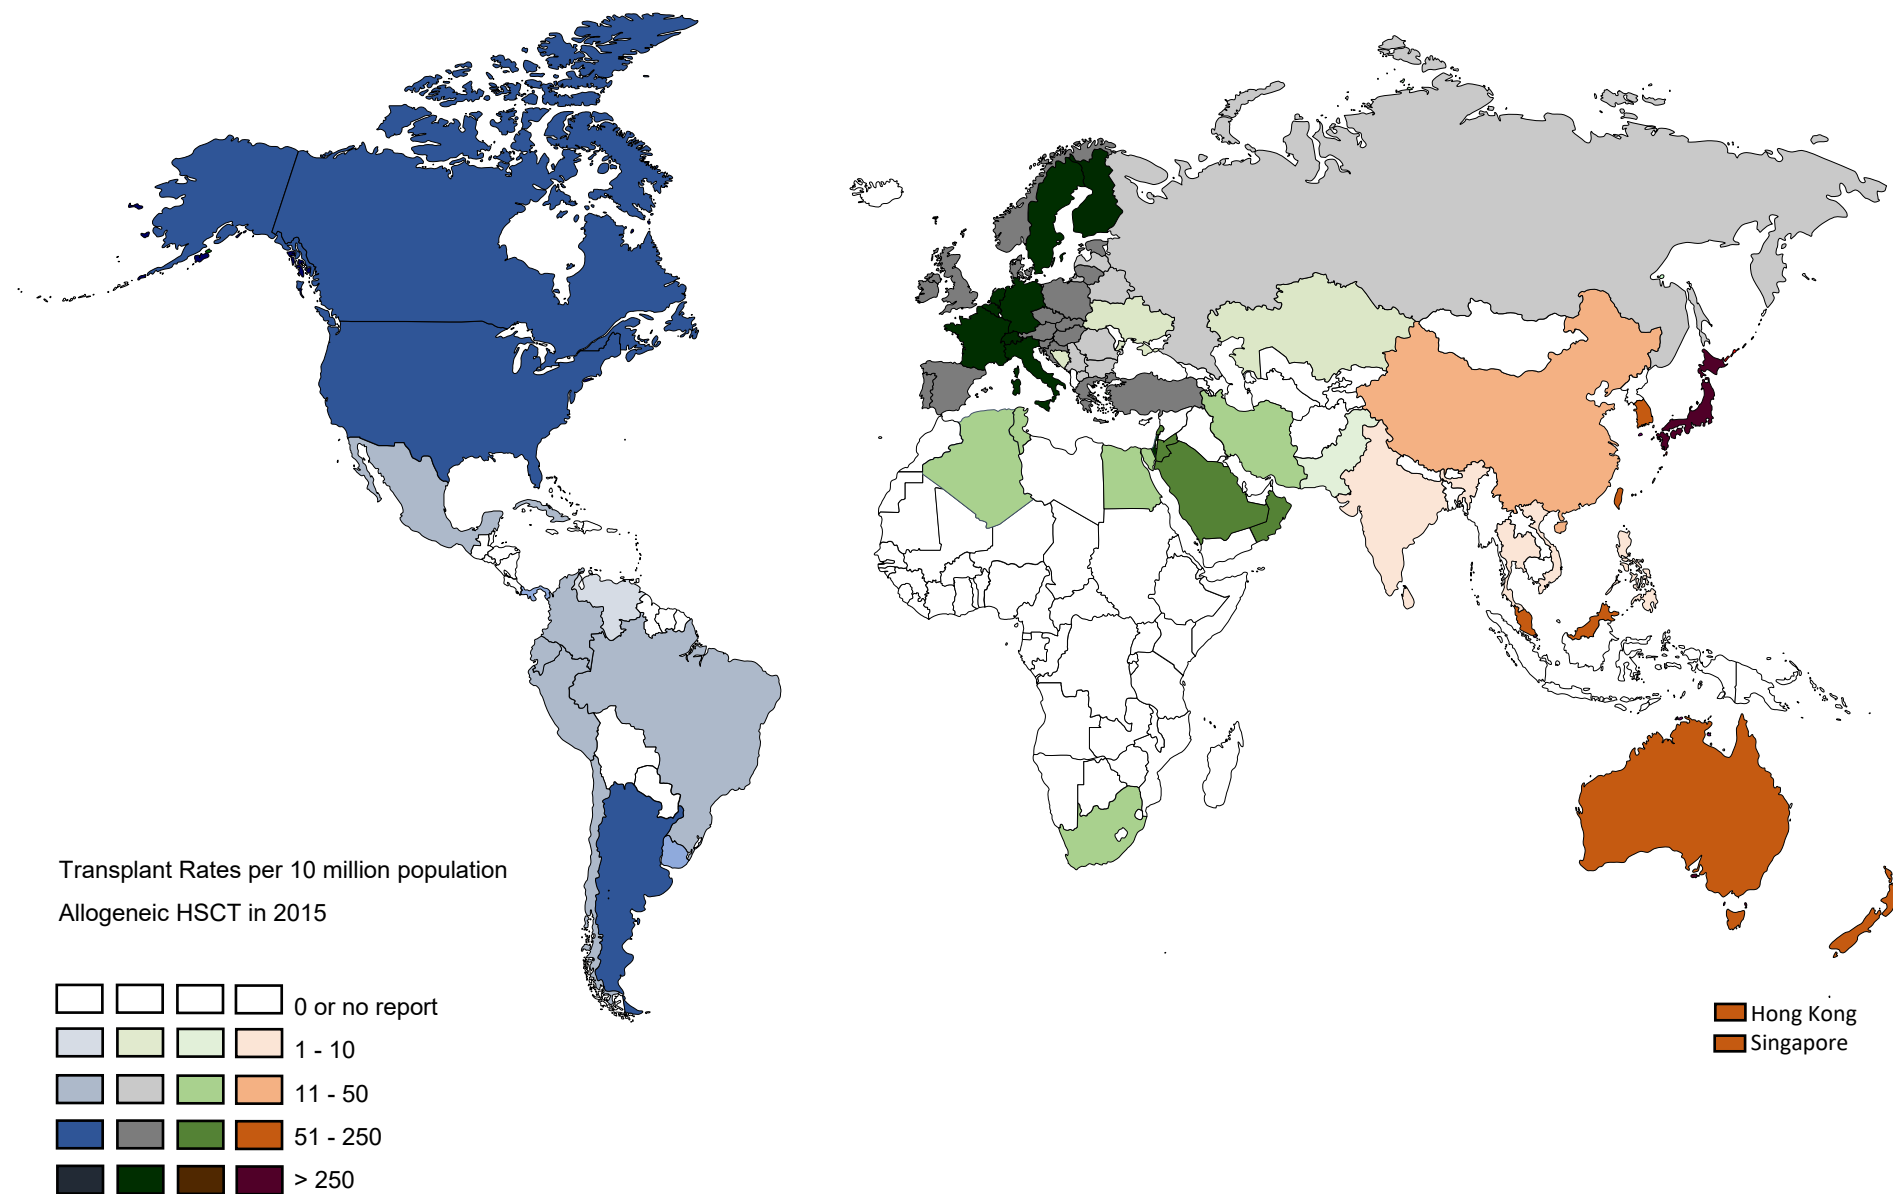 Transplant Rates per 10 million population
Allogeneic HSCT in 2015
0 or no report
1 - 10
11 - 50
51 - 250
> 250
Hong Kong
Singapore